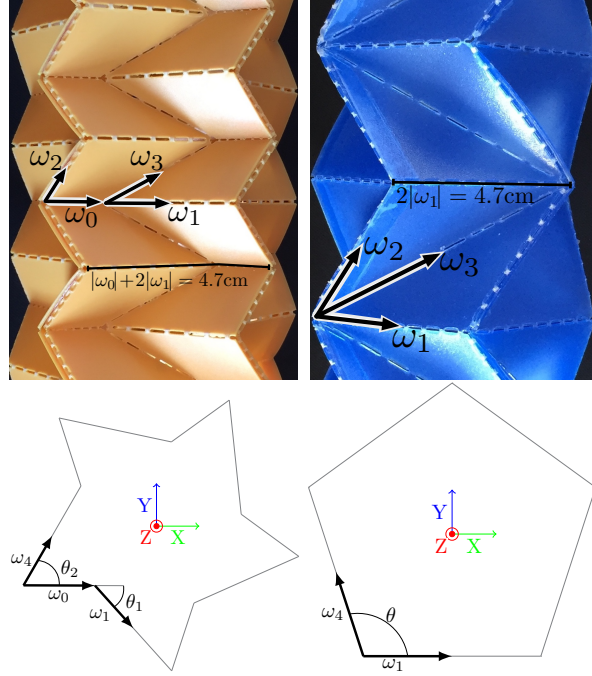 ω₂
ω₃
ω₀
ω₁
|ω₀|+2|ω₁| = 4.7cm
2|ω₁| = 4.7cm
ω₂
ω₃
ω₁
Y
Z
X
ω₄
θ₂
ω₀
ω₁
θ₁
Y
Z
X
ω₄
θ
ω₁